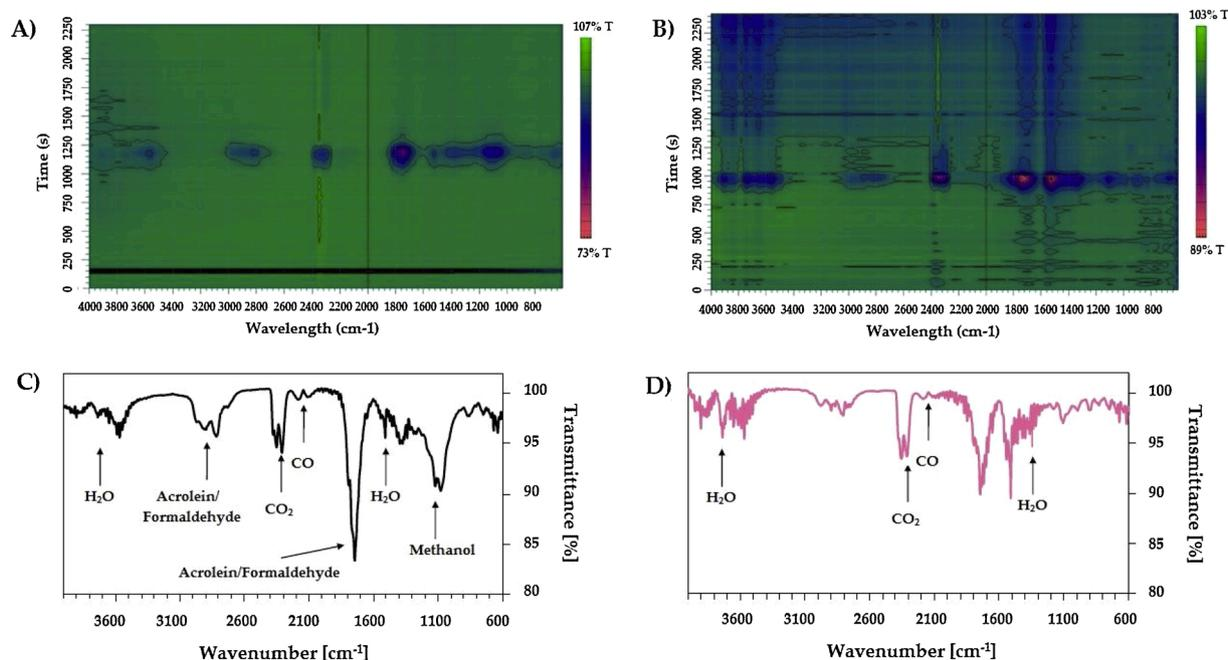 A)
107% T
73% T
Time (s)
2250
2000
1750
1500
1250
1000
750
500
250
0
4000 3800 3600 3200 2800 2600 2400 2000 1800 1600 1400 1200 1000 800
Wavelength (cm-1)
B)
103% T
89% T
Time (s)
2250
2000
1750
1500
1250
1000
750
500
250
0
4000 3800 3600 3200 3000 2800 2400 2200 2000 1800 1600 1400 1200 1000 800
Wavelength (cm-1)
C)
H₂O
Acrolein/
Formaldehyde
CO₂
CO
Acrolein/Formaldehyde
H₂O
Methanol
100
95
90
85
80
Transmittance [%]
3600 3100 2600 2100 1600 1100 600
Wavenumber [cm⁻¹]
D)
H₂O
CO₂
CO
H₂O
100
95
90
85
80
Transmittance [%]
3600 3100 2600 2100 1600 1100 600
Wavenumber [cm⁻¹]